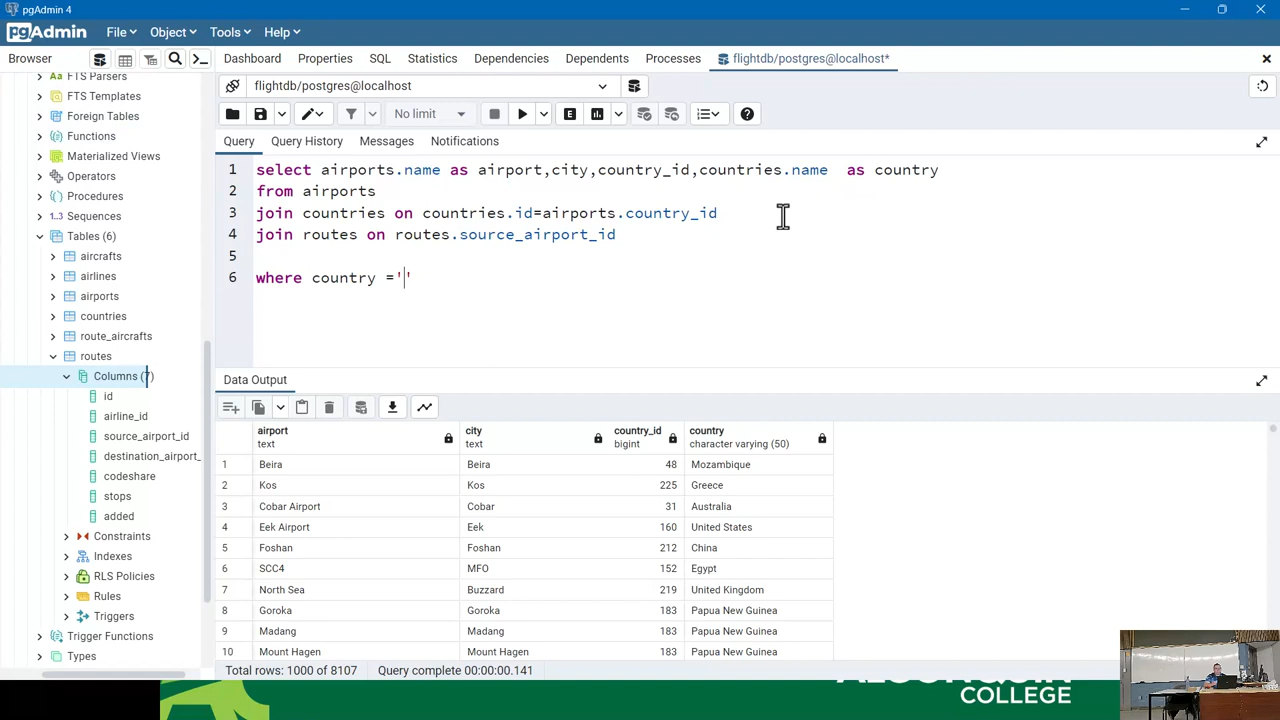 pgAdmin 4
pgAdmin File Object Tools Help
Browser Dashboard Properties SQL Statistics Dependencies Dependents Processes flightdb/postgres@localhost*
FTS Parsers
FTS Templates
Foreign Tables
Functions
Materialized Views
Operators
Procedures
1..3 Sequences
Tables (6)
aircrafts
airlines
airports
countries
route_aircrafts
routes
Columns (7)
id
airline_id
source_airport_id
destination_airport_
codeshare
stops
added
Constraints
Indexes
RLS Policies
Rules
Triggers
Trigger Functions
Types
flightdb/postgres@localhost
No limit
Query Query History Messages Notifications
1 select airports.name as airport,city,country_id,countries.name as country
2 from airports
3 join countries on countries.id=airports.country_id
4 join routes on routes.source_airport_id
5
6 where country =''
Data Output
airport text city text country_id bigint country character varying (50)
1 Beira Beira 48 Mozambique
2 Kos Kos 225 Greece
3 Cobar Airport Cobar 31 Australia
4 Eek Airport Eek 160 United States
5 Foshan Foshan 212 China
6 SCC4 MFO 152 Egypt
7 North Sea Buzzard 219 United Kingdom
8 Goroka Goroka 183 Papua New Guinea
9 Madang Madang 183 Papua New Guinea
10 Mount Hagen Mount Hagen 183 Papua New Guinea
Total rows: 1000 of 8107 Query complete 00:00:00.141
COLLEGE